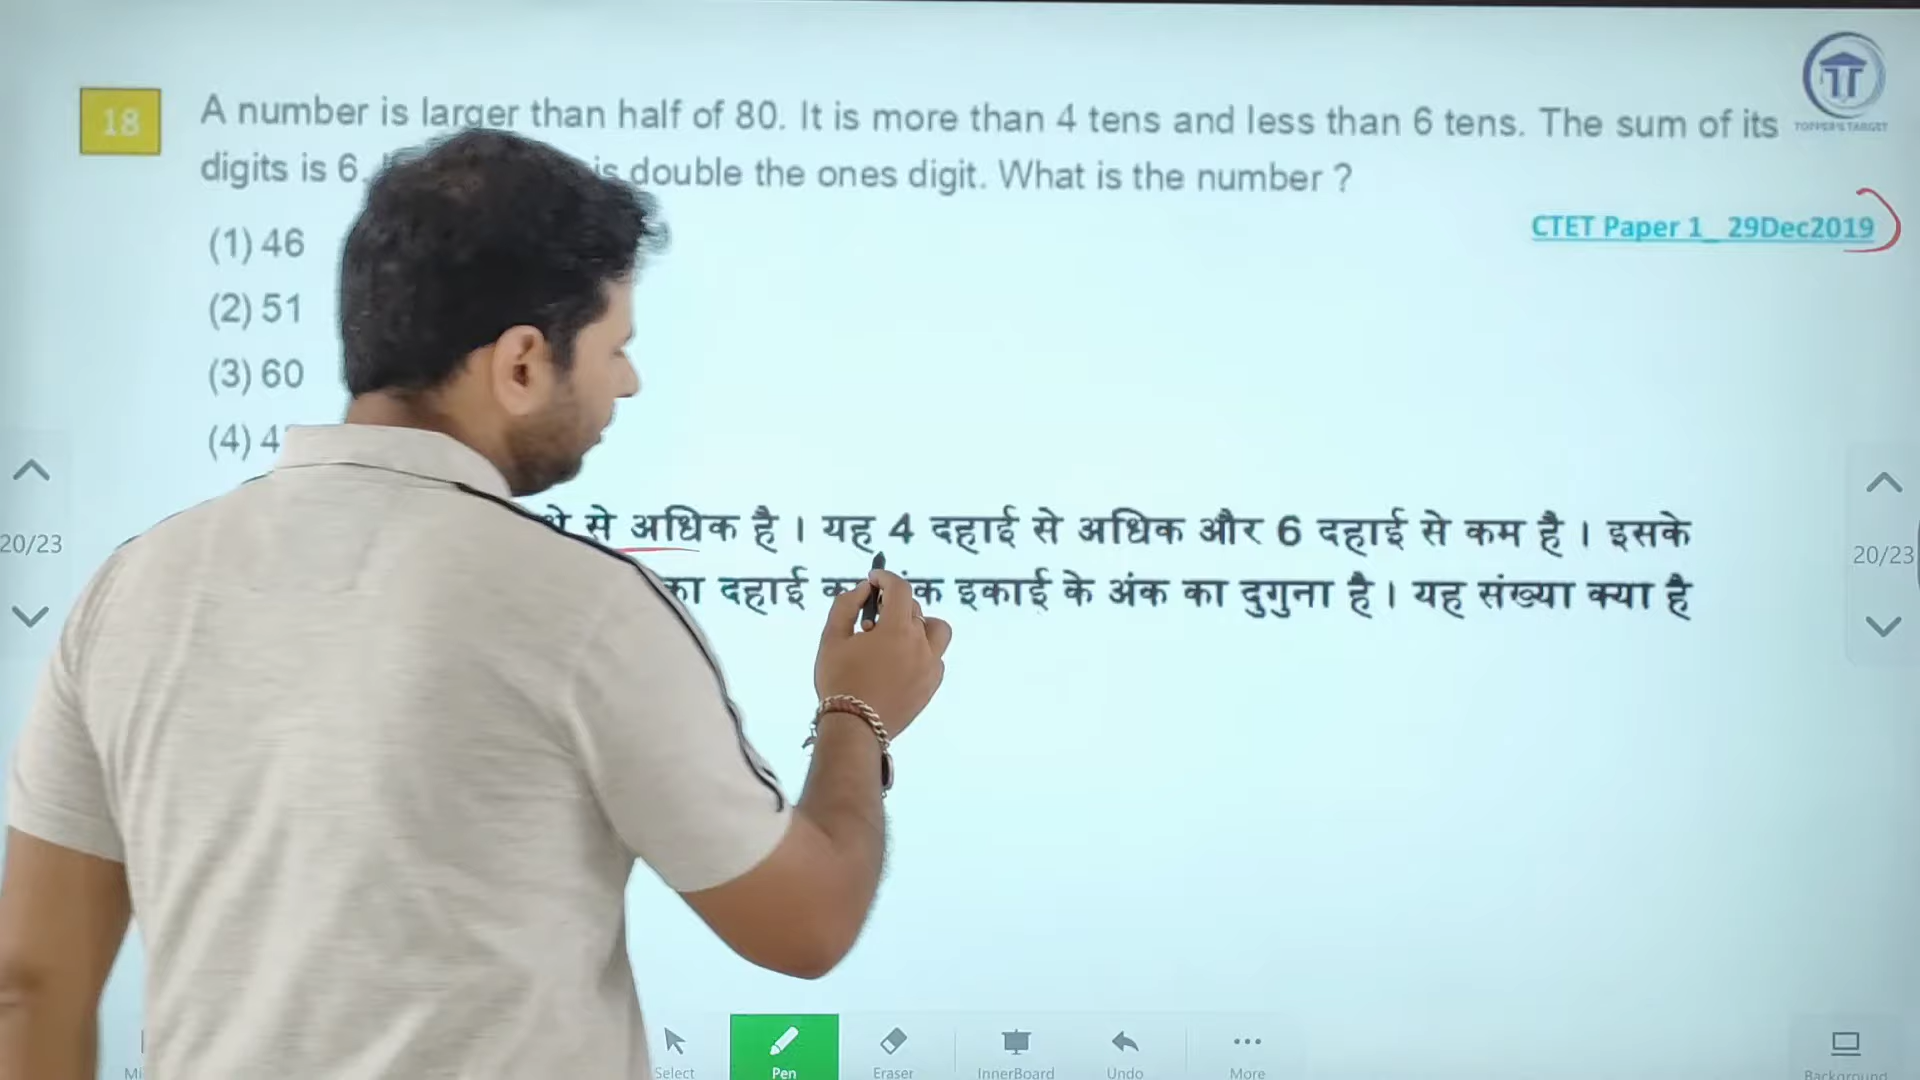 18
A number is larger than half of 80. It is more than 4 tens and less than 6 tens. The sum of its
digits is 6. is double the ones digit. What is the number ?
CTET Paper 1_ 29Dec2019
(1) 46
(2) 51
(3) 60
(4) 4
से अधिक है । यह 4 दहाई से अधिक और 6 दहाई से कम है । इसके
का दहाई का इकाई के अंक का दुगुना है । यह संख्या क्या है
TOPPER'S TARGET
20/23
20/23
Select
Pen
Eraser
InnerBoard
Undo
More
Background